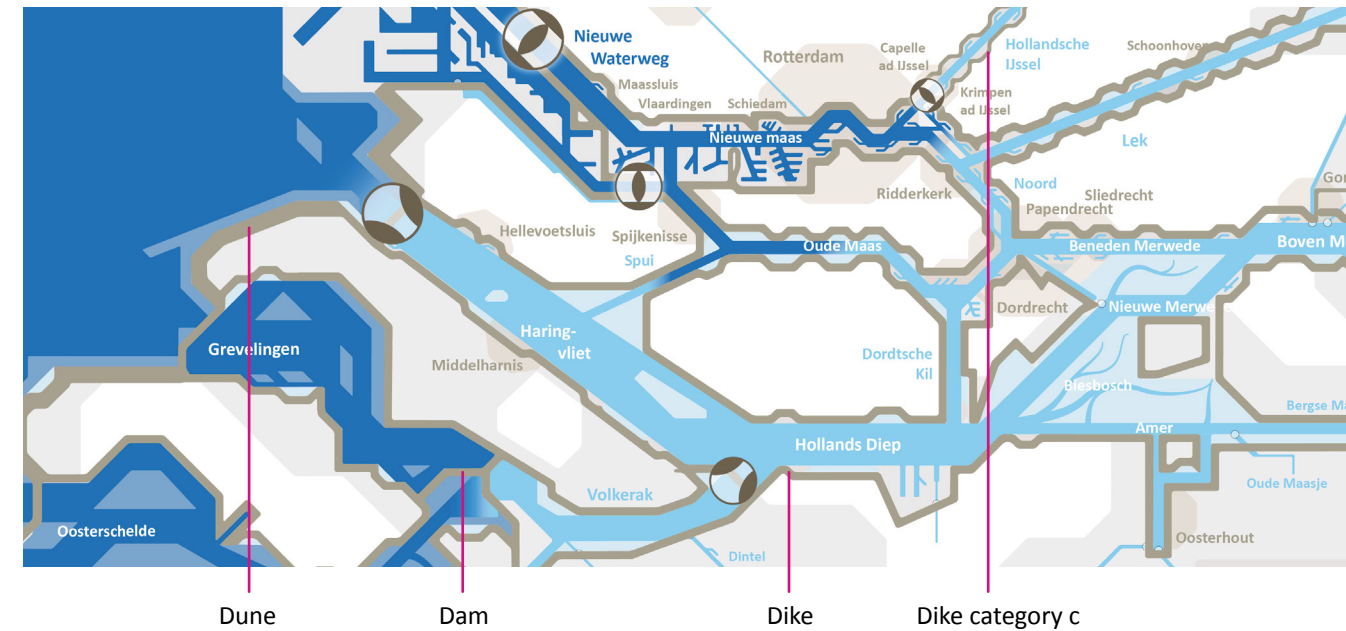 Nieuwe
Waterweg
Maassluis
Vlaardingen
Schiedam
Rotterdam
Capelle
ad IJssel
Hollandsche
IJssel
Schoonhoven
Krimpen
ad IJssel
Nieuwe maas
Lek
Ridderkerk
Noord
Sliedrecht
Papendrecht
Gor
Hellevoetsluis
Spijkenisse
Spui
Oude Maas
Beneden Merwede
Boven M
Haring-
vliet
Dordrecht
Nieuwe Merwe
Grevelingen
Middelharnis
Dordtsche
Kil
Biesbosch
Bergse Ma
Amer
Hollands Diep
Volkerak
Oude Maasje
Oosterschelde
Dintel
Oosterhout
Dune
Dam
Dike
Dike category c